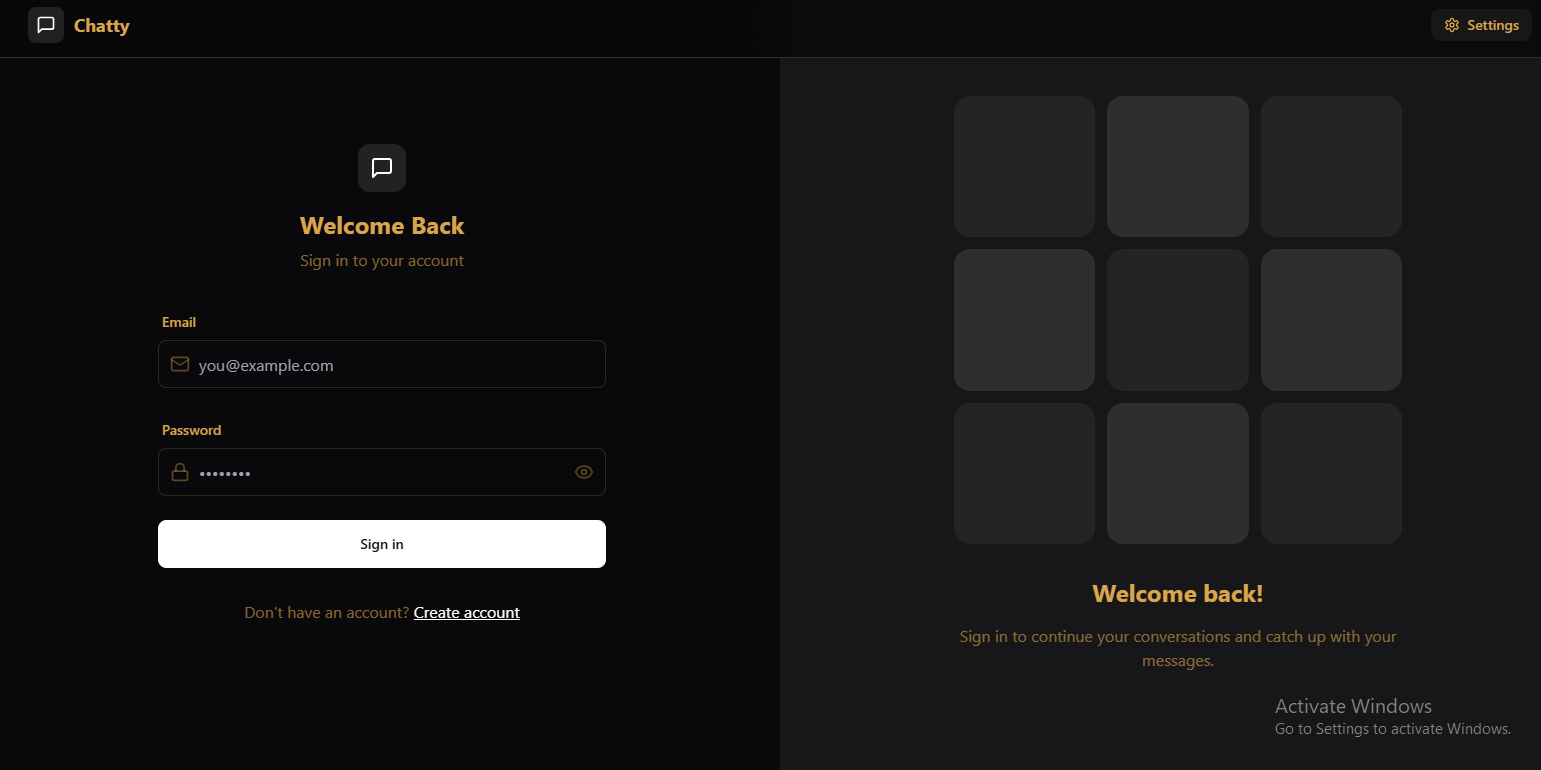 Chatty
Settings
Welcome Back
Sign in to your account
Email
you@example.com
Password
••••••••
Sign in
Don't have an account? Create account
Welcome back!
Sign in to continue your conversations and catch up with your
messages.
Activate Windows
Go to Settings to activate Windows.